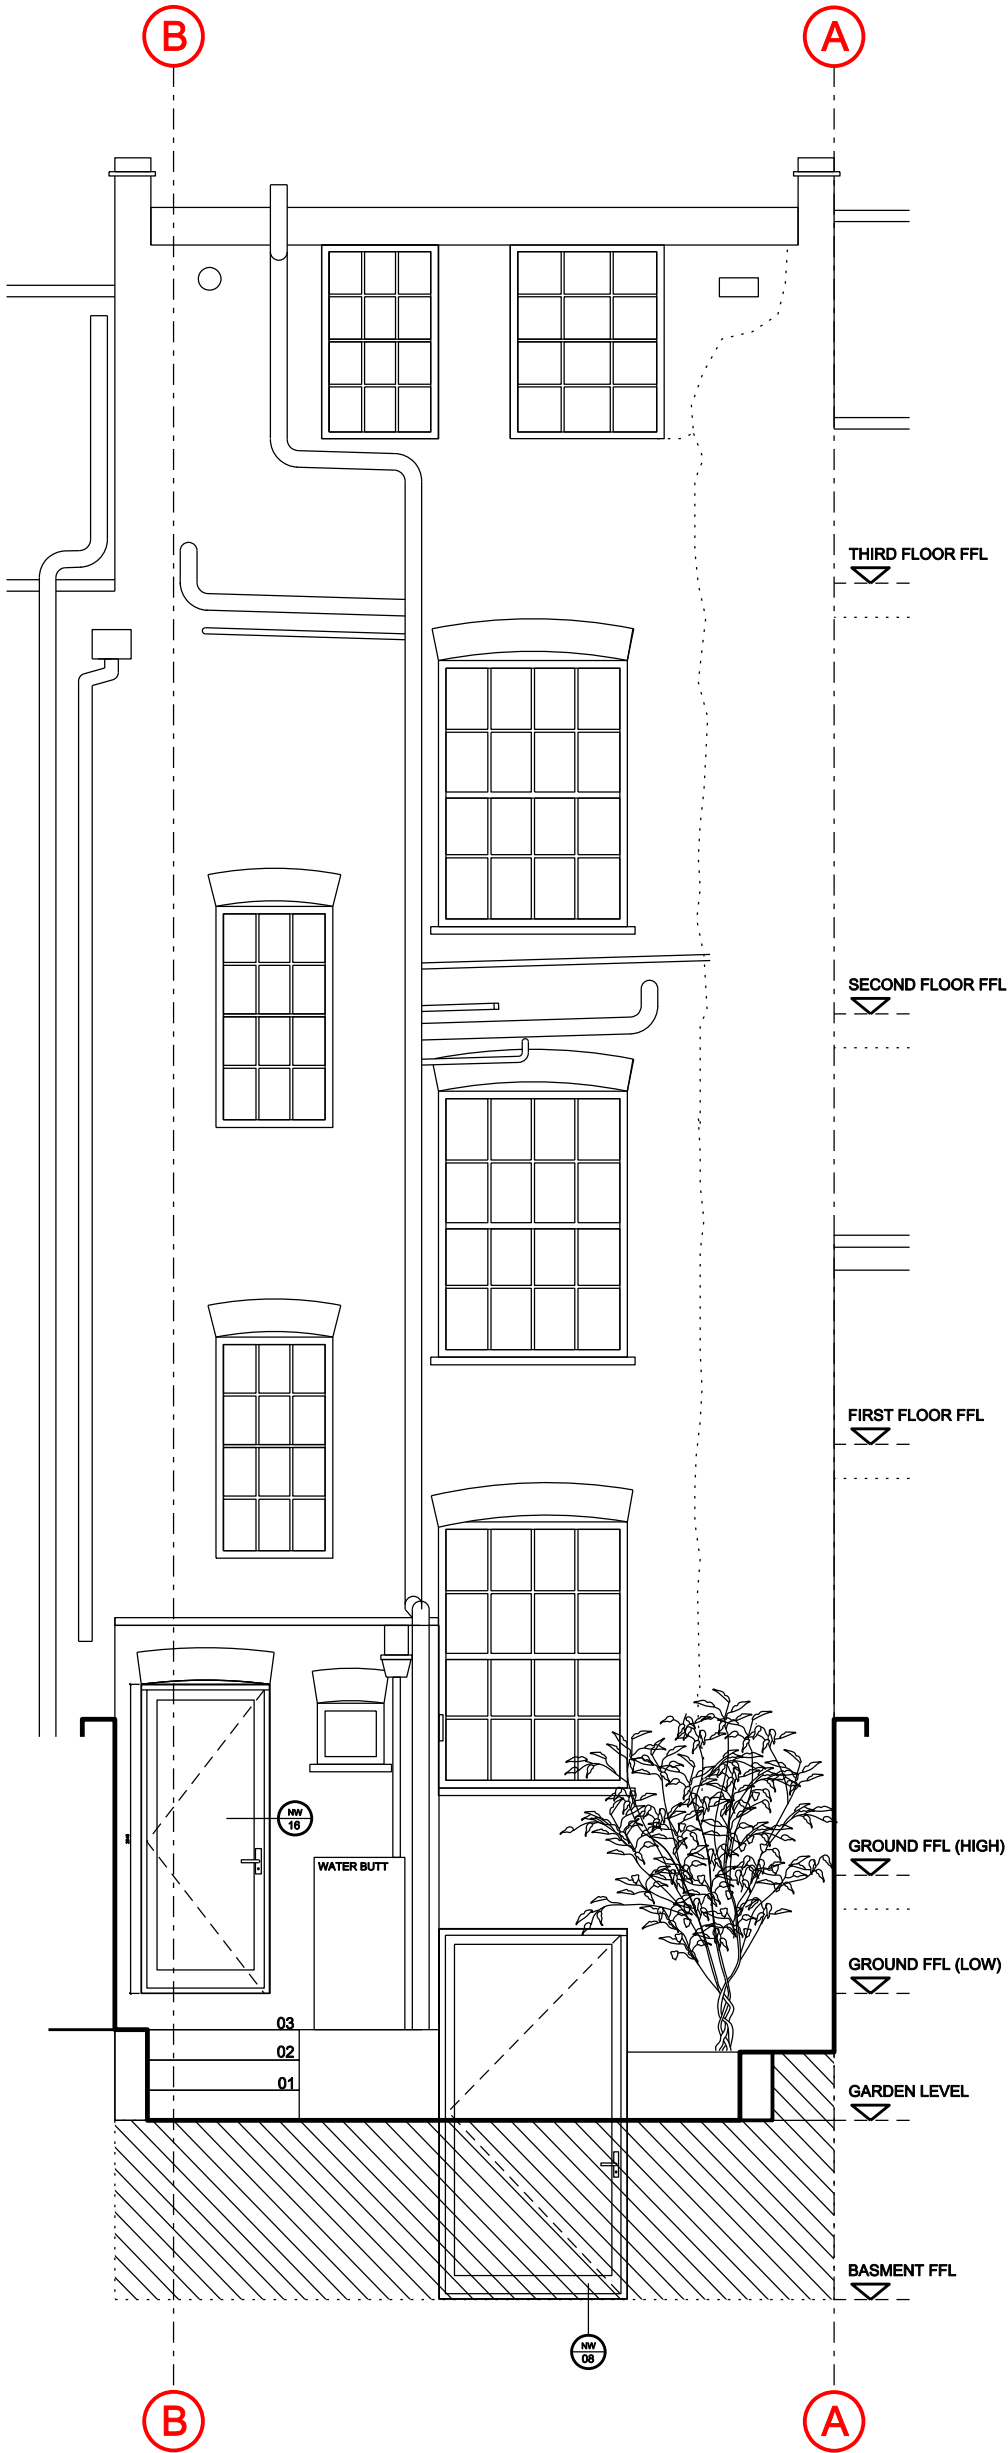 B A
THIRD FLOOR FFL
SECOND FLOOR FFL
FIRST FLOOR FFL
NW
16
WATER BUTT
GROUND FFL (HIGH)
GROUND FFL (LOW)
03
02
01
GARDEN LEVEL
BASMENT FFL
NW
08
B A